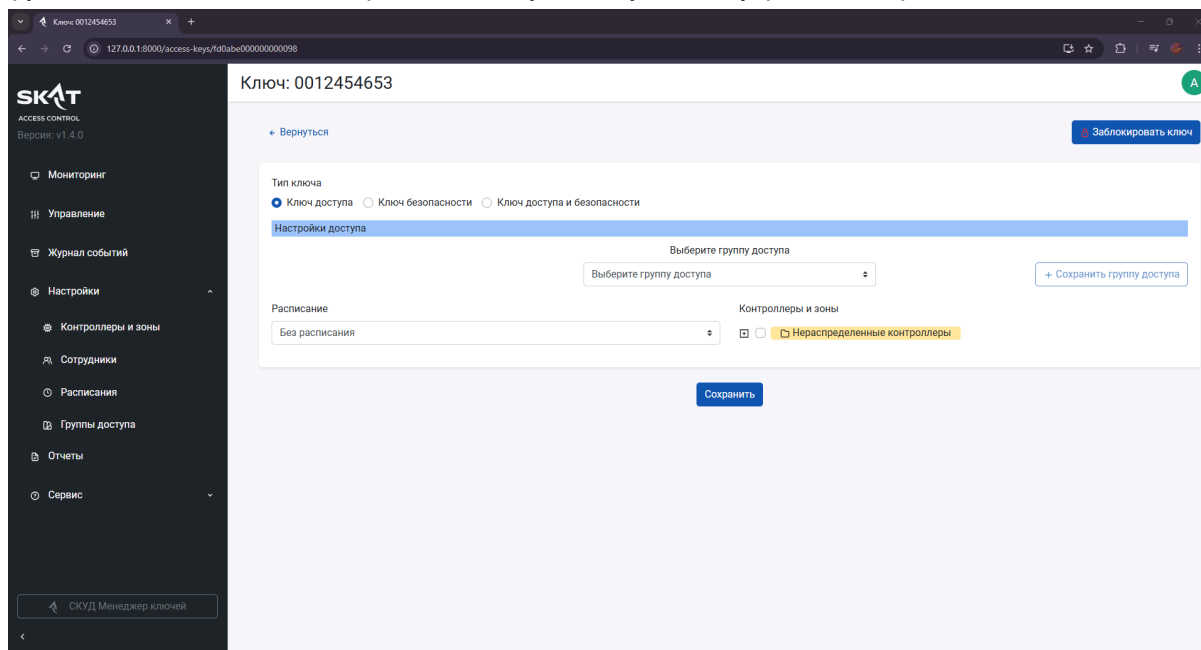 Ключ: 0012454653
127.0.0.1:8000/access-keys/fd0abe000000000098
SKAT
ACCESS CONTROL
Версия: v1.4.0
Мониторинг
Управление
Журнал событий
Настройки
Контроллеры и зоны
Сотрудники
Расписания
Группы доступа
Отчеты
Сервис
СКУД Менеджер ключей
Ключ: 0012454653
А
← Вернуться
Заблокировать ключ
Тип ключа
Ключ доступа Ключ безопасности Ключ доступа и безопасности
Настройки доступа
Выберите группу доступа
Выберите группу доступа
+ Сохранить группу доступа
Расписание
Контроллеры и зоны
Без расписания
Нераспределенные контроллеры
Сохранить